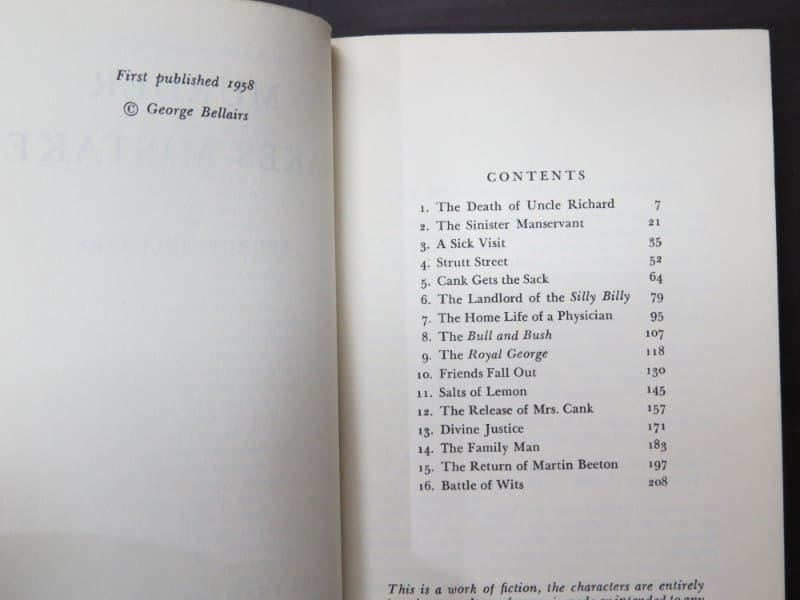 First published 1958
© George Bellairs
CONTENTS
1. The Death of Uncle Richard 7
2. The Sinister Manservant 21
3. A Sick Visit 35
4. Strutt Street 52
5. Cank Gets the Sack 64
6. The Landlord of the Silly Billy 79
7. The Home Life of a Physician 95
8. The Bull and Bush 107
9. The Royal George 118
10. Friends Fall Out 130
11. Salts of Lemon 145
12. The Release of Mrs. Cank 157
13. Divine Justice 171
14. The Family Man 183
15. The Return of Martin Beeton 197
16. Battle of Wits 208
This is a work of fiction, the characters are entirely